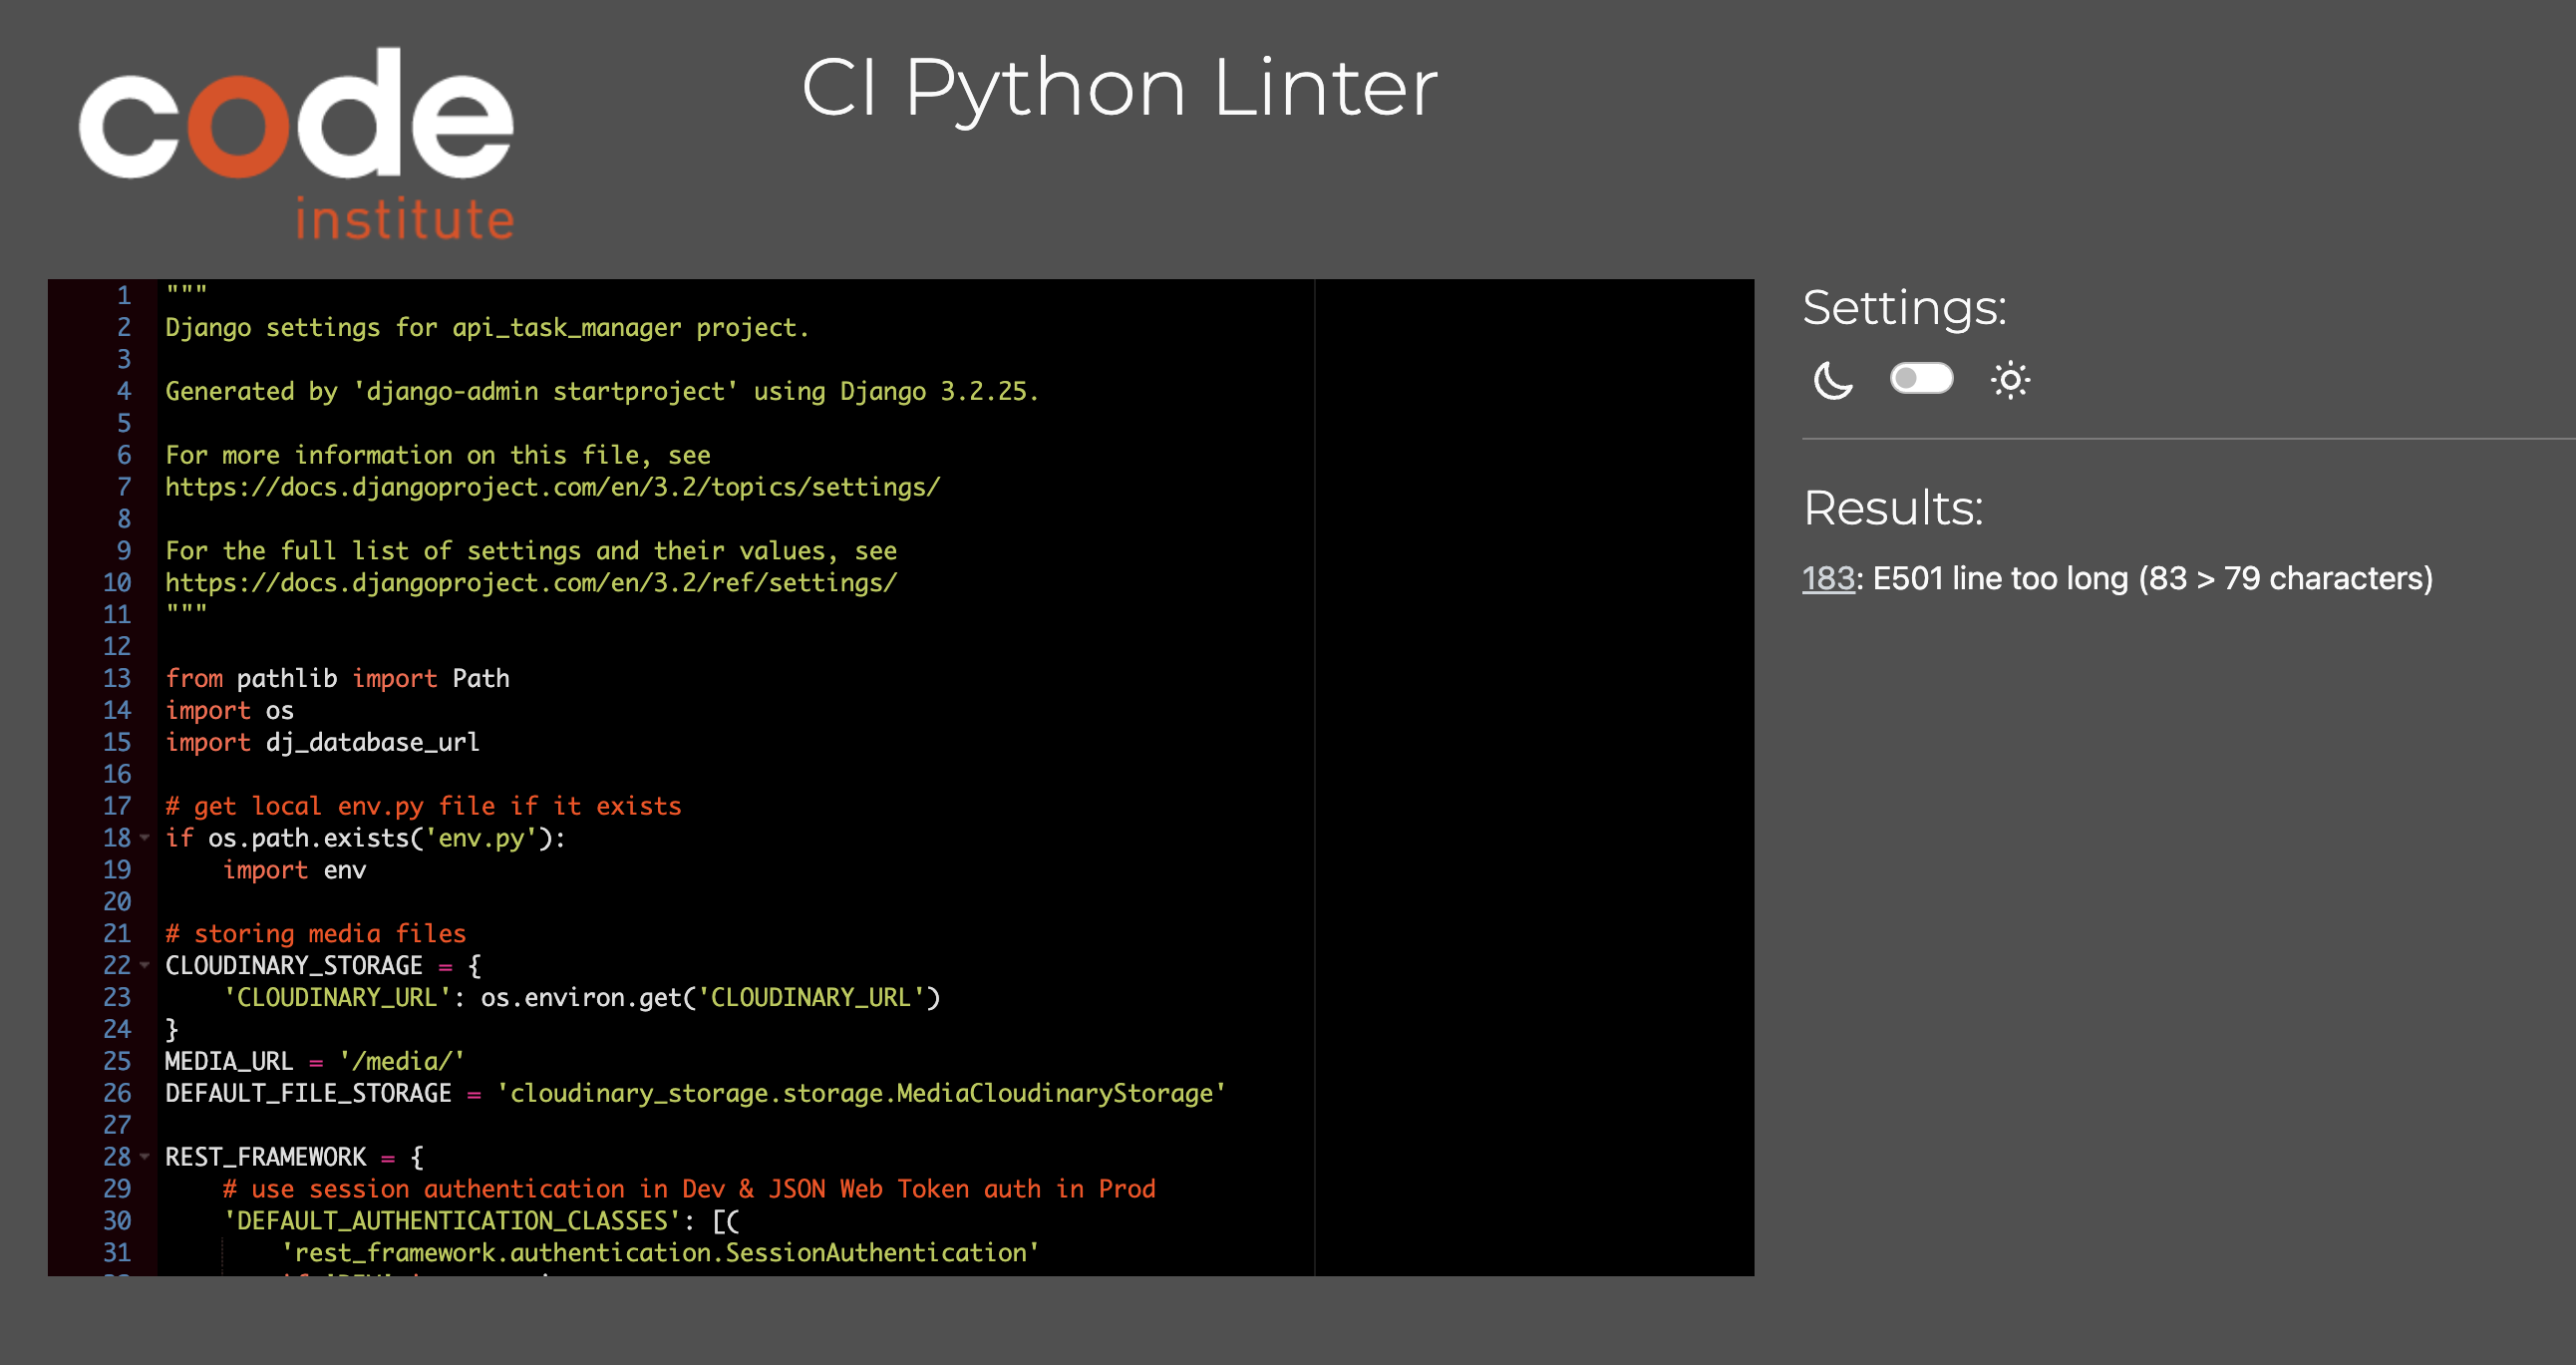 code
institute
CI Python Linter
1 """
2 Django settings for api_task_manager project.
3
4 Generated by 'django-admin startproject' using Django 3.2.25.
5
6 For more information on this file, see
7 https://docs.djangoproject.com/en/3.2/topics/settings/
8
9 For the full list of settings and their values, see
10 https://docs.djangoproject.com/en/3.2/ref/settings/
11 """
12
13 from pathlib import Path
14 import os
15 import dj_database_url
16
17 # get local env.py file if it exists
18 if os.path.exists('env.py'):
19     import env
20
21 # storing media files
22 CLOUDINARY_STORAGE = {
23     'CLOUDINARY_URL': os.environ.get('CLOUDINARY_URL')
24 }
25 MEDIA_URL = '/media/'
26 DEFAULT_FILE_STORAGE = 'cloudinary_storage.storage.MediaCloudinaryStorage'
27
28 REST_FRAMEWORK = {
29     # use session authentication in Dev & JSON Web Token auth in Prod
30     'DEFAULT_AUTHENTICATION_CLASSES': [(
31         'rest_framework.authentication.SessionAuthentication'
Settings:
Results:
183: E501 line too long (83 > 79 characters)